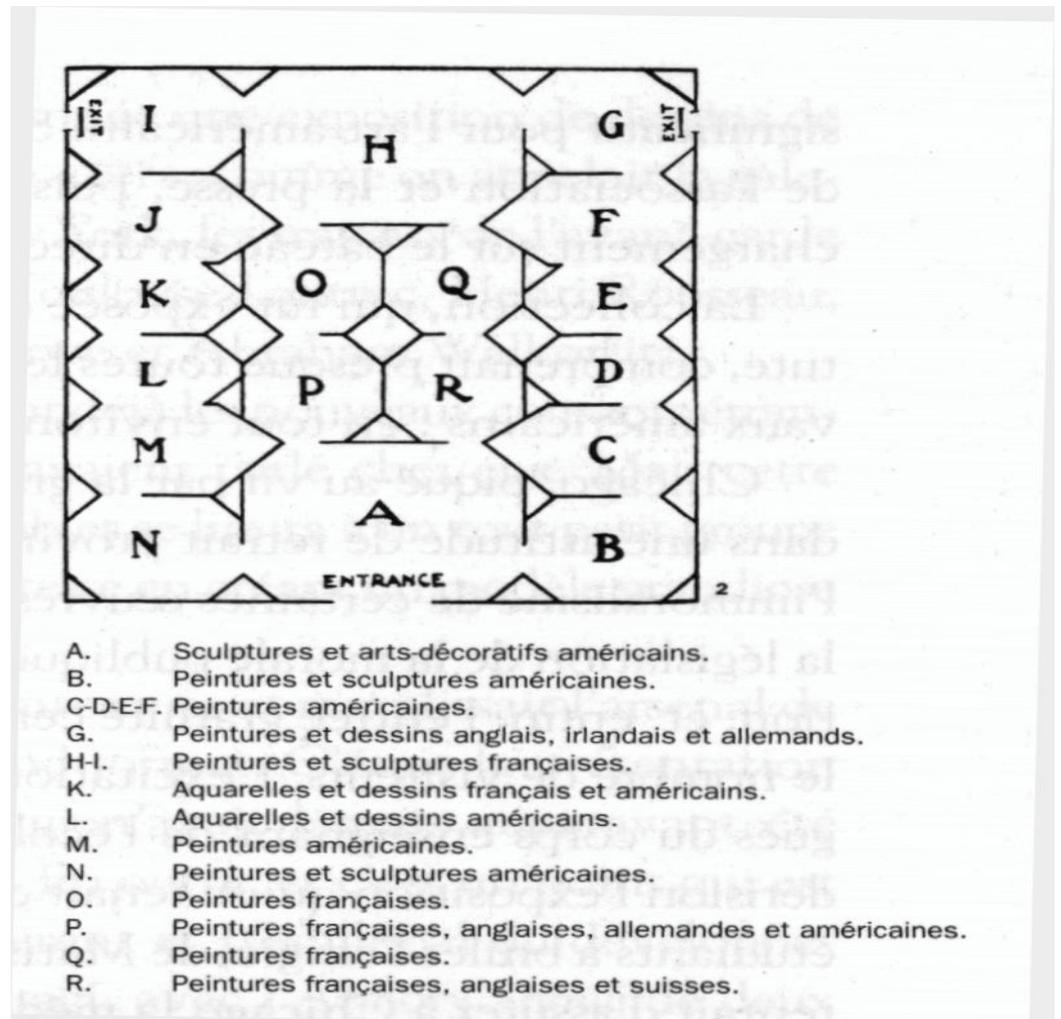 EXIT
I
H
G
EXIT
J
F
O
Q
K
E
L
P
R
D
M
C
A
N
B
ENTRANCE
2
A. Sculptures et arts-décoratifs américains.
B. Peintures et sculptures américaines.
C-D-E-F. Peintures américaines.
G. Peintures et dessins anglais, irlandais et allemands.
H-I. Peintures et sculptures françaises.
K. Aquarelles et dessins français et américains.
L. Aquarelles et dessins américains.
M. Peintures américaines.
N. Peintures et sculptures américaines.
O. Peintures françaises.
P. Peintures françaises, anglaises, allemandes et américaines.
Q. Peintures françaises.
R. Peintures françaises, anglaises et suisses.